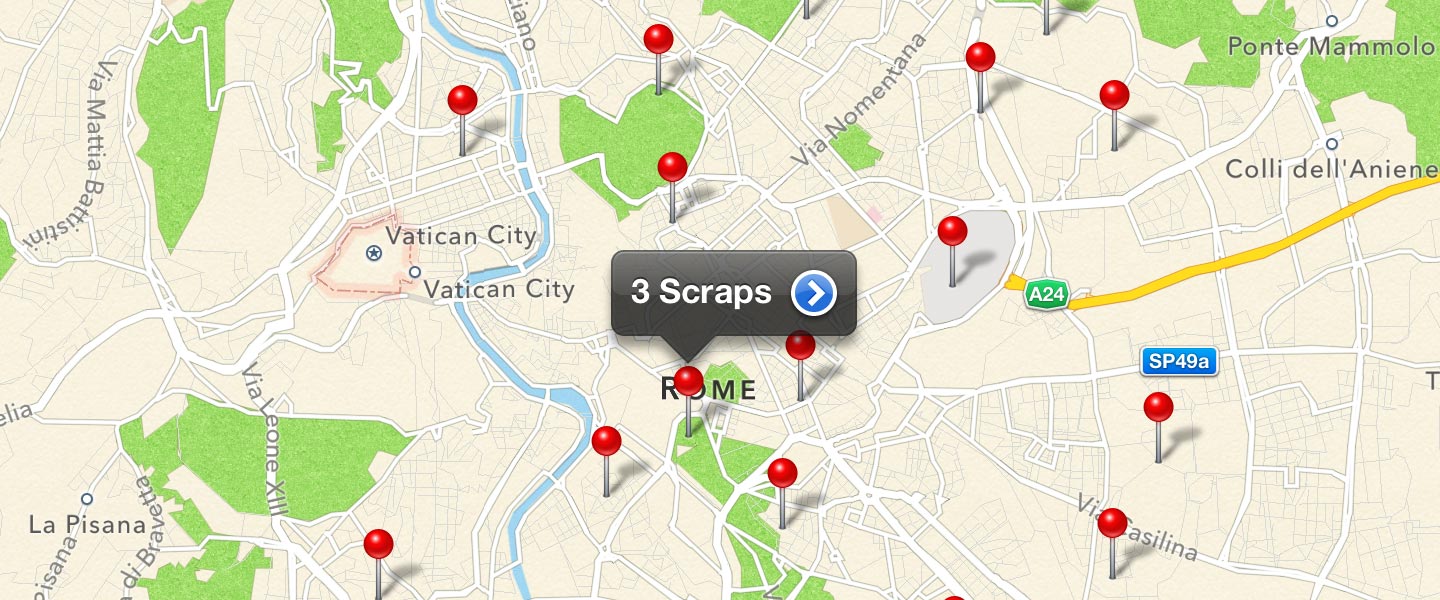 ciano
Ponte Mammolo
Via Nomentana
Via Mattia Battistini
Colli dell'Aniene
Vatican City
Vatican City
3 Scraps
A24
SP49a
ROME
T
elia
Via Leone XIII
La Pisana
Pisana
di Bravetta
Via Casilina
V